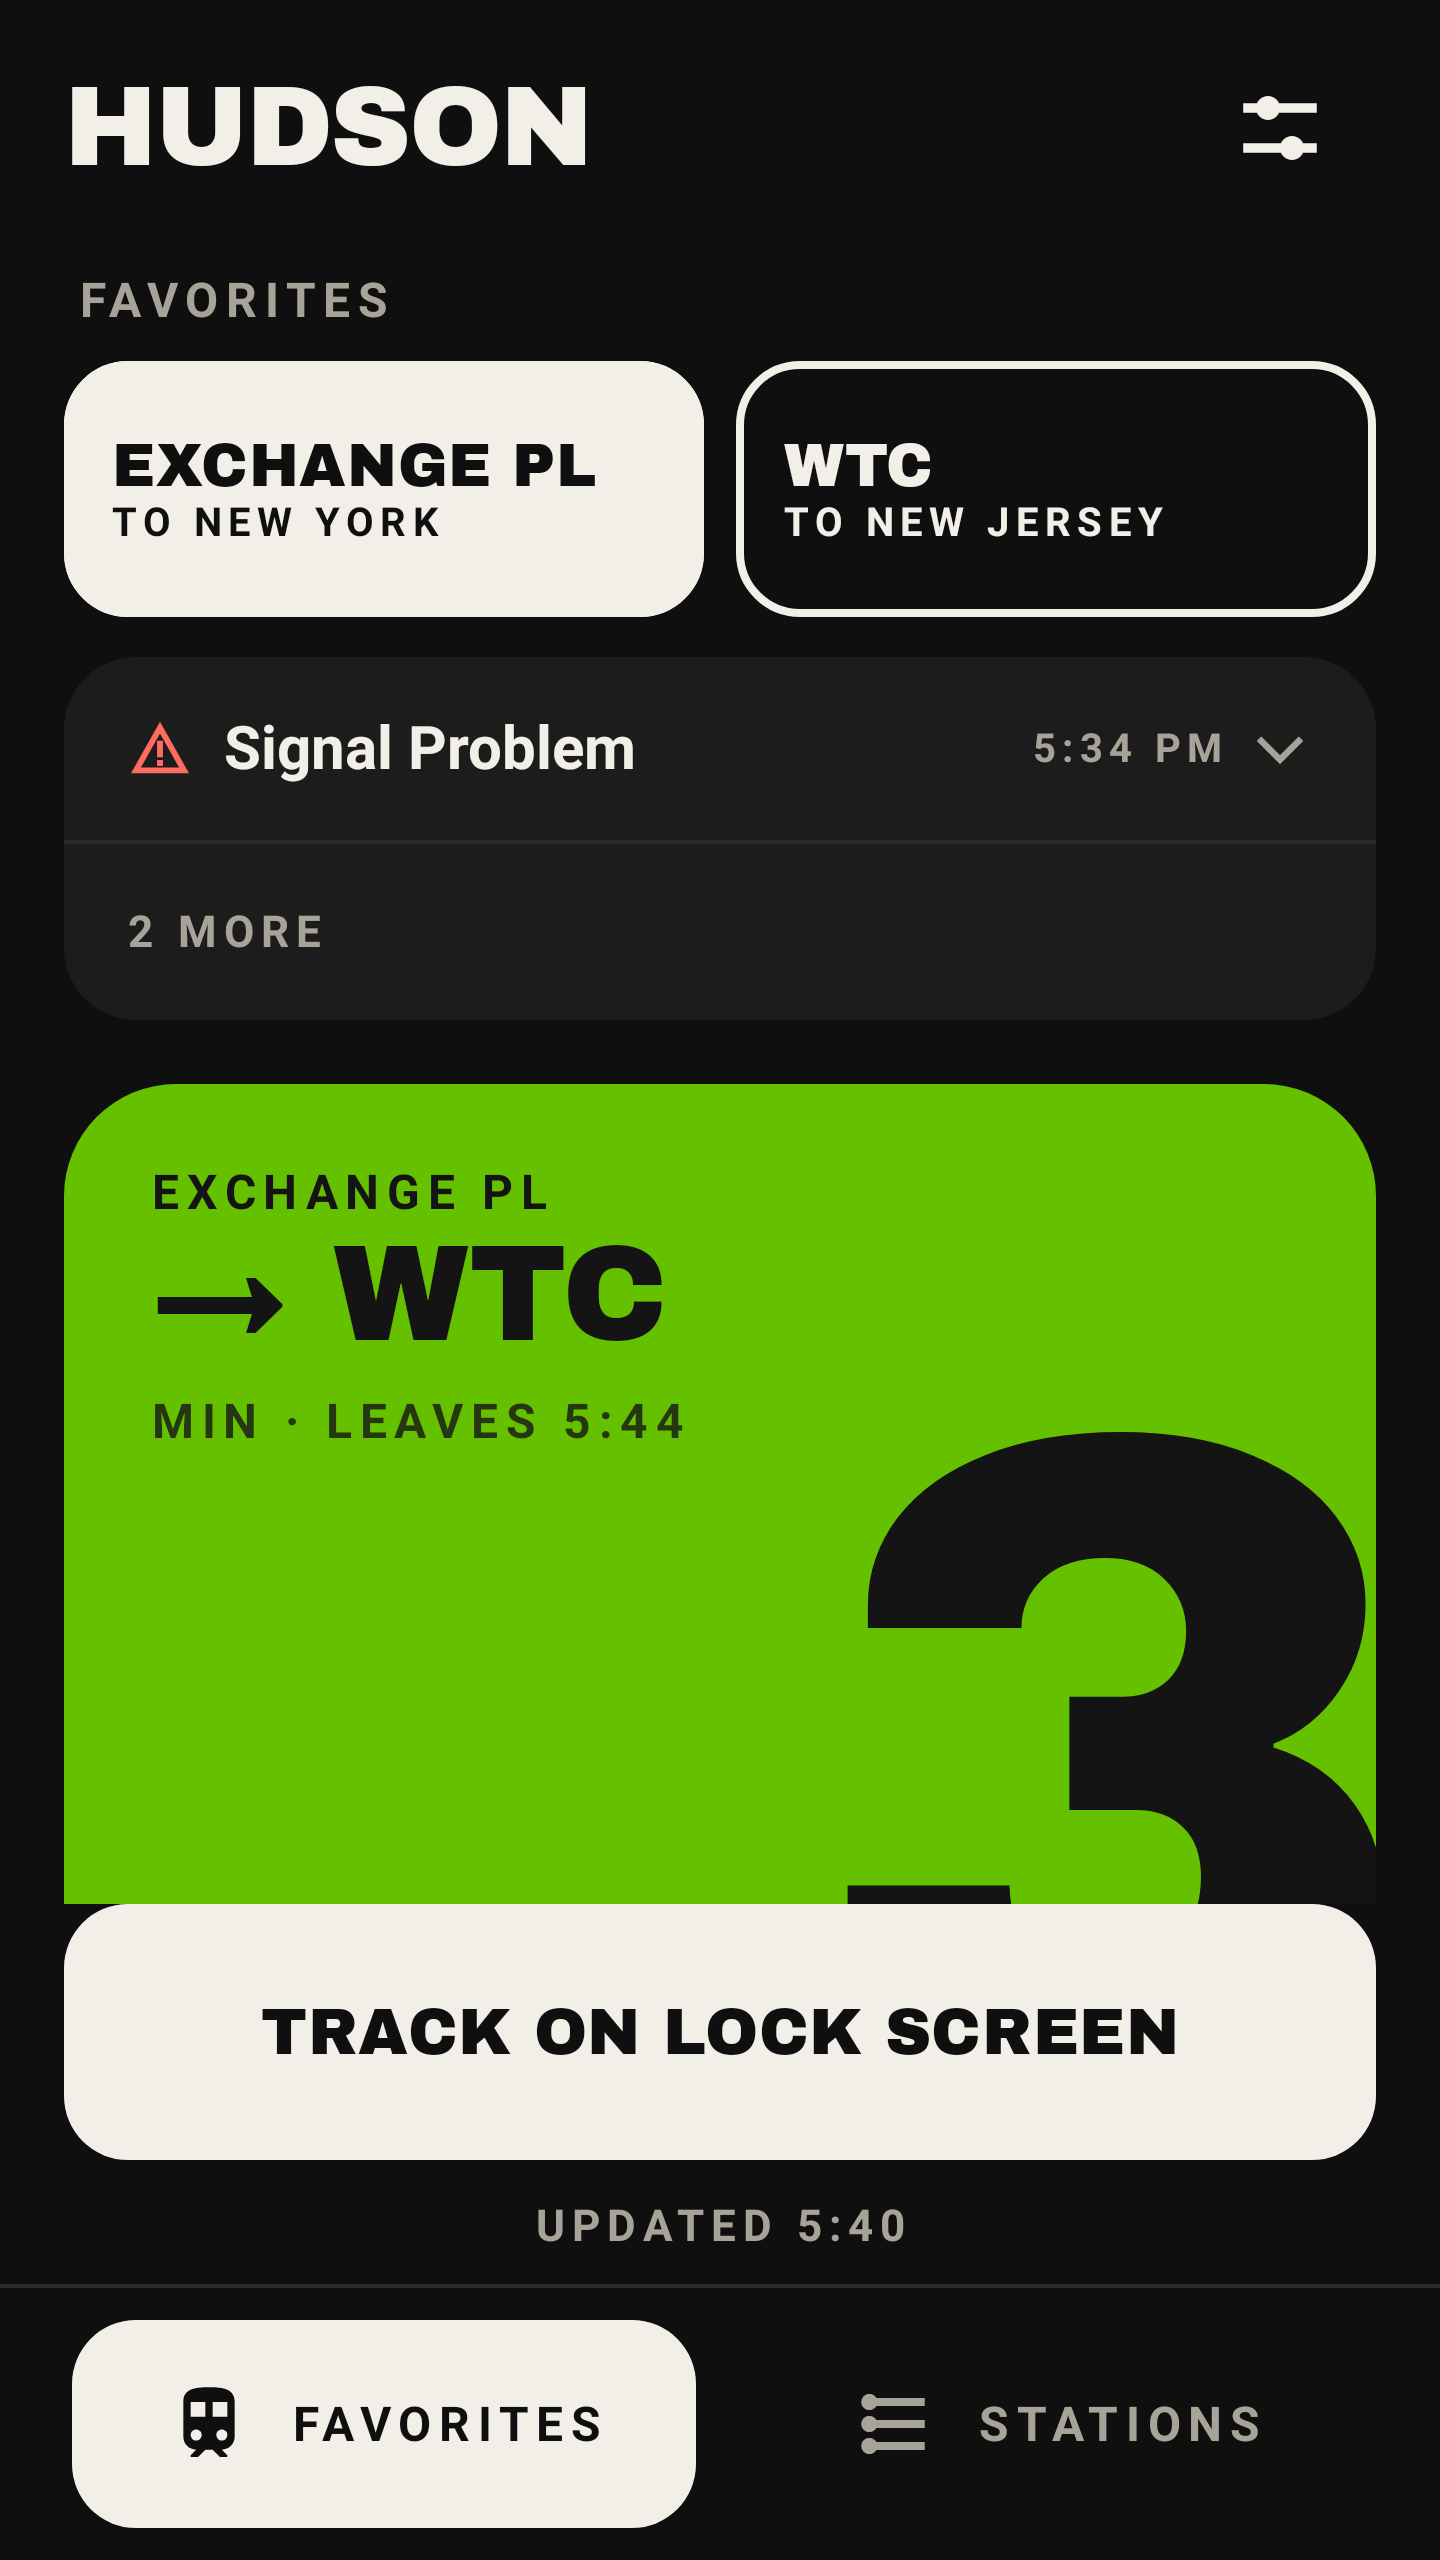 HUDSON
FAVORITES
EXCHANGE PL
TO NEW YORK
WTC
TO NEW JERSEY
Signal Problem
5:34 PM
2 MORE
EXCHANGE PL
→ WTC
MIN · LEAVES 5:44
3
TRACK ON LOCK SCREEN
UPDATED 5:40
FAVORITES
STATIONS